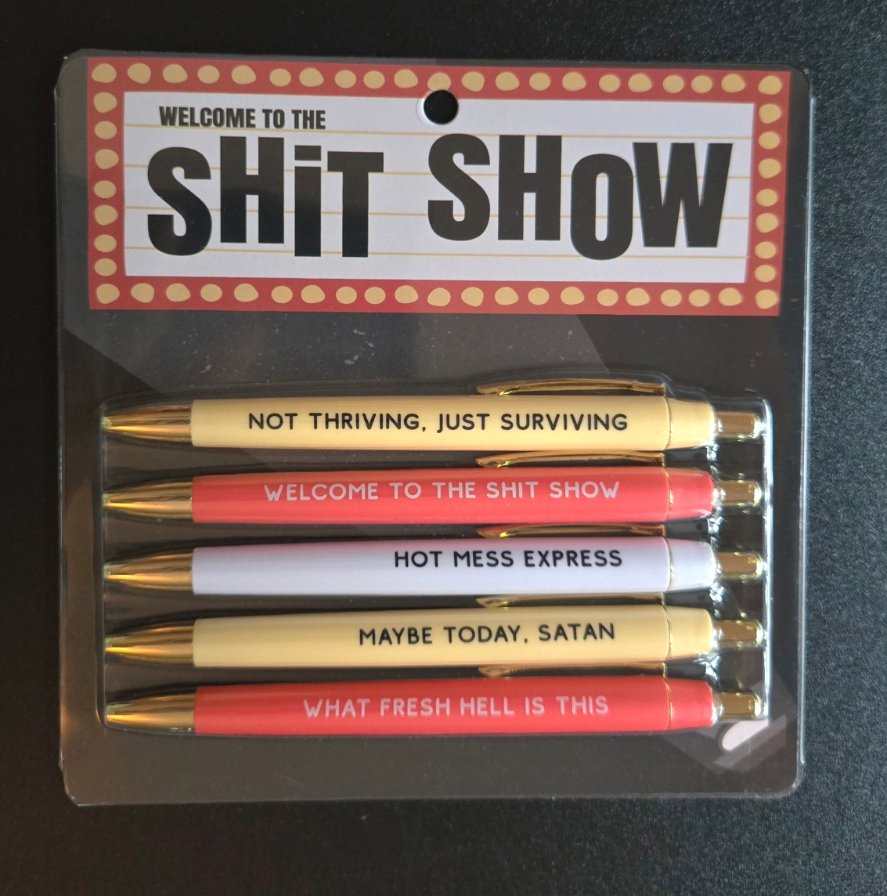 WELCOME TO THE
SHiT SHOW
NOT THRIVING, JUST SURVIVING
WELCOME TO THE SHIT SHOW
HOT MESS EXPRESS
MAYBE TODAY, SATAN
WHAT FRESH HELL IS THIS